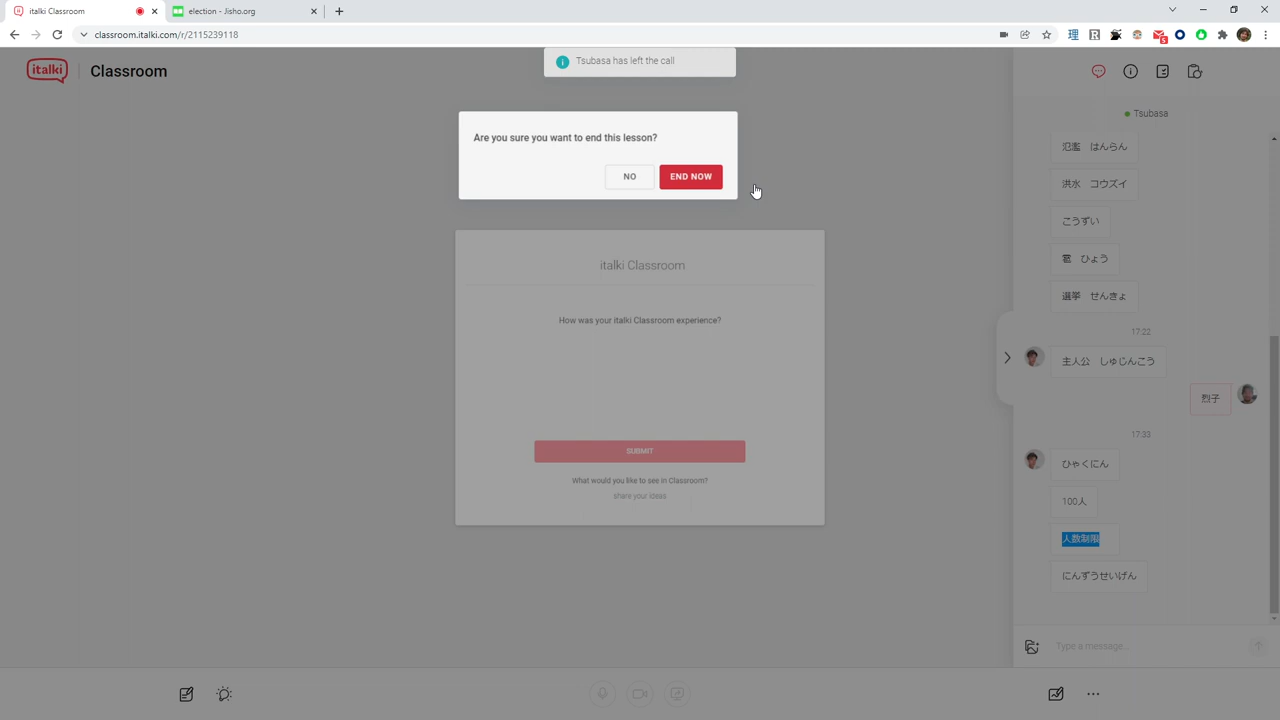 italki Classroom
election - Jisho.org
classroom.italki.com/r/2115239118
italki
Classroom
Tsubasa has left the call
Are you sure you want to end this lesson?
NO
END NOW
italki Classroom
How was your italki Classroom experience?
SUBMIT
What would you like to see in Classroom?
share your ideas
Tsubasa
氾濫 はんらん
洪水 コウズイ
こうずい
雹 ひょう
選挙 せんきょ
17:22
主人公 しゅじんこう
烈子
17:33
ひゃくにん
100人
人数制限
にんずうせいげん
Type a message...